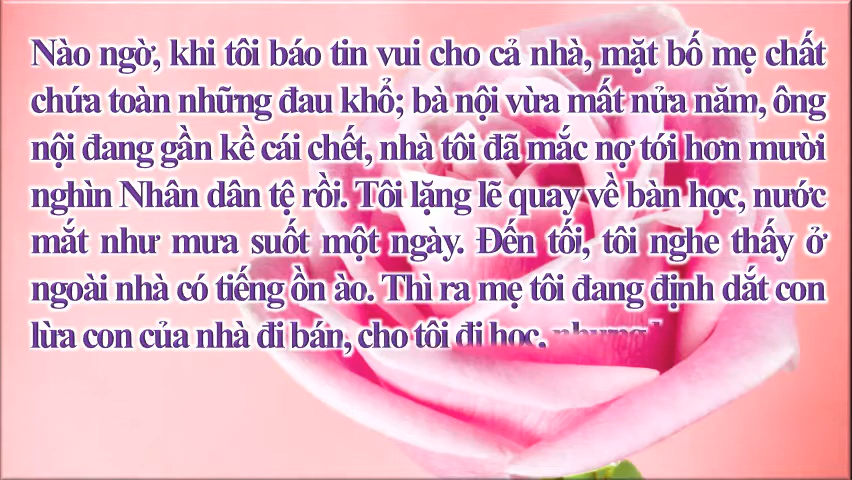 Nào ngờ, khi tôi báo tin vui cho cả nhà, mặt bố mẹ chất
chứa toàn những đau khổ; bà nội vừa mất nửa năm, ông
nội đang gần kề cái chết, nhà tôi đã mắc nợ tới hơn mười
nghìn Nhân dân tệ rồi. Tôi lặng lẽ quay về bàn học, nước
mắt như mưa suốt một ngày. Đến tối, tôi nghe thấy ở
ngoài nhà có tiếng ồn ào. Thì ra mẹ tôi đang định dắt con
lừa con của nhà đi bán, cho tôi đi học, nhưng